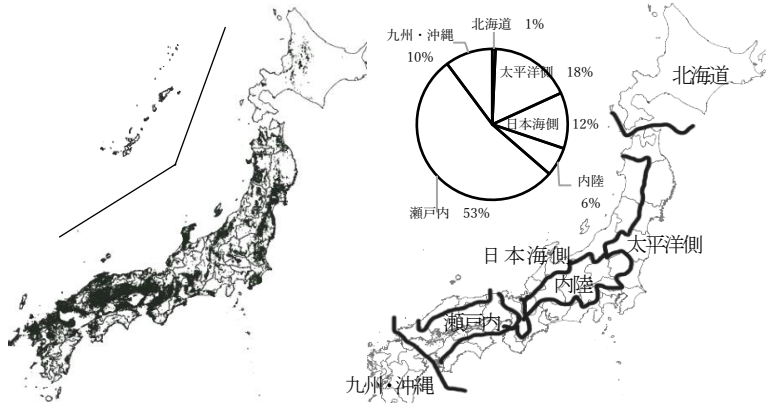 北海道 1%
九州・沖縄
10%
太平洋側 18%
日本海側 12%
内陸
6%
瀬戸内 53%
北海道
太平洋側
日本海側
内陸
瀬戸内
九州・沖縄